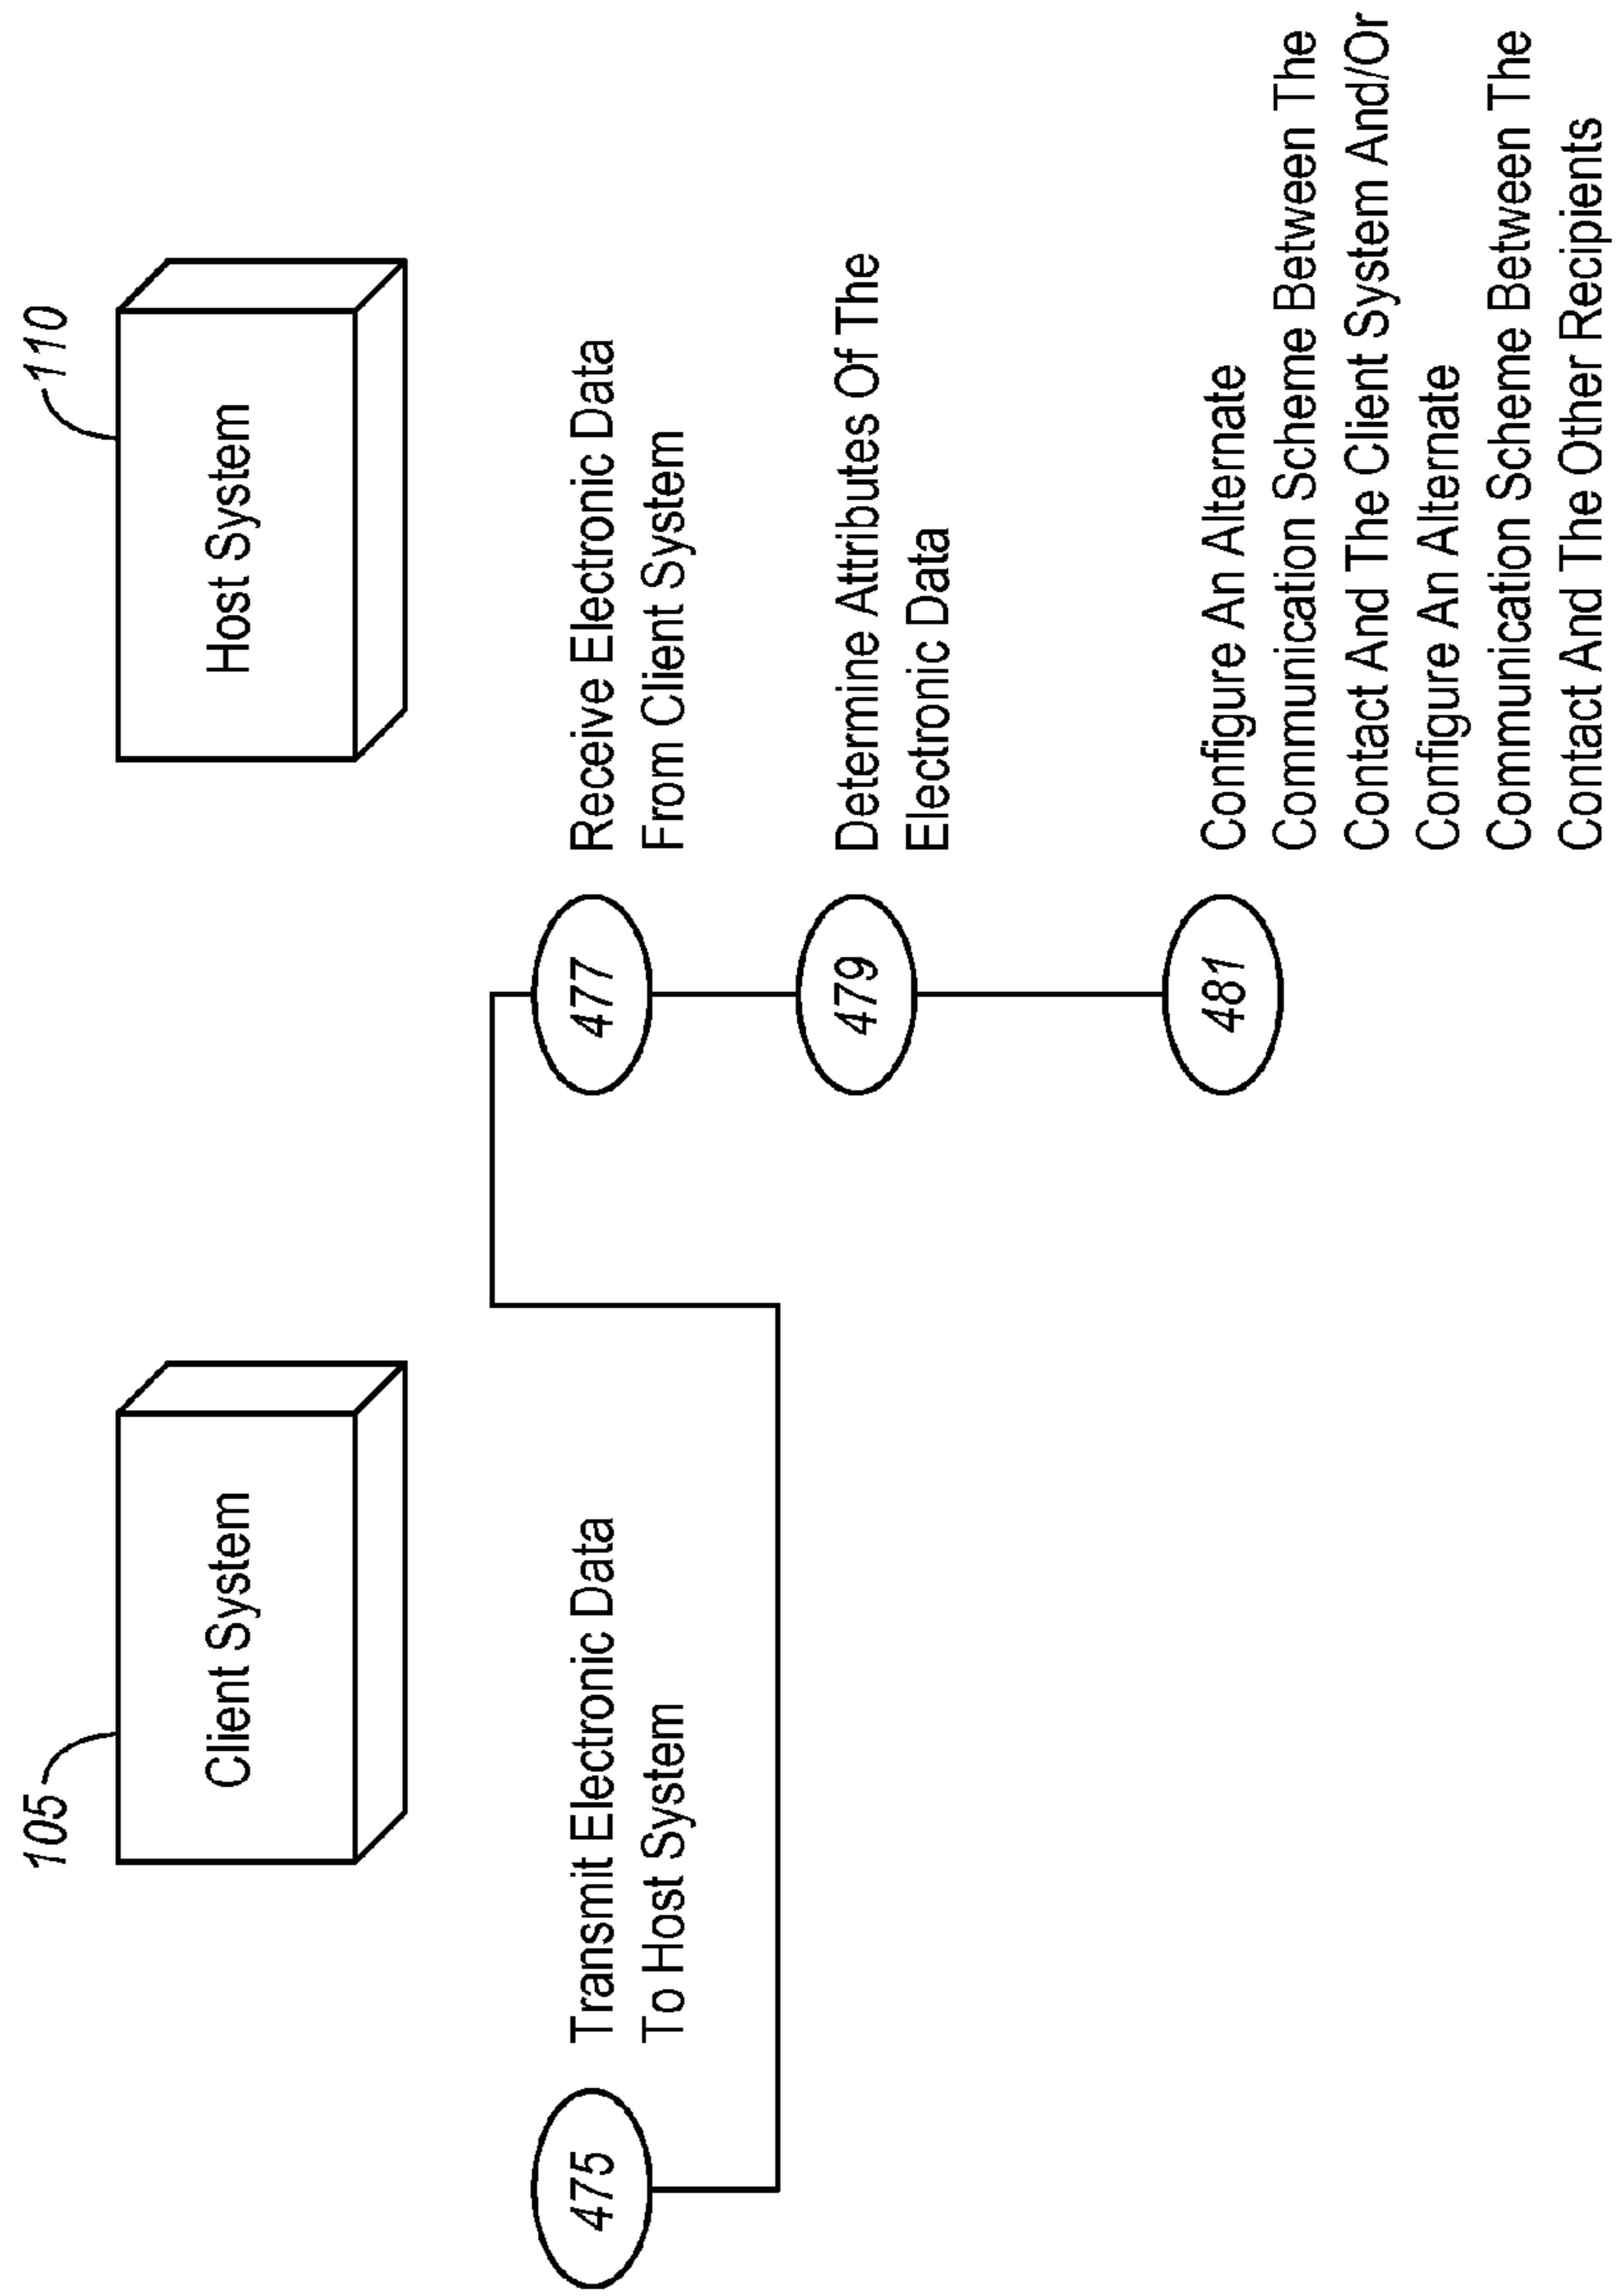 105
110
Client System
Host System
475
Transmit Electronic Data
To Host System
477
Receive Electronic Data
From Client System
479
Determine Attributes Of The
Electronic Data
481
Configure An Alternate
Communication Scheme Between The
Contact And The Client System And/Or
Configure An Alternate
Communication Scheme Between The
Contact And The Other Recipients